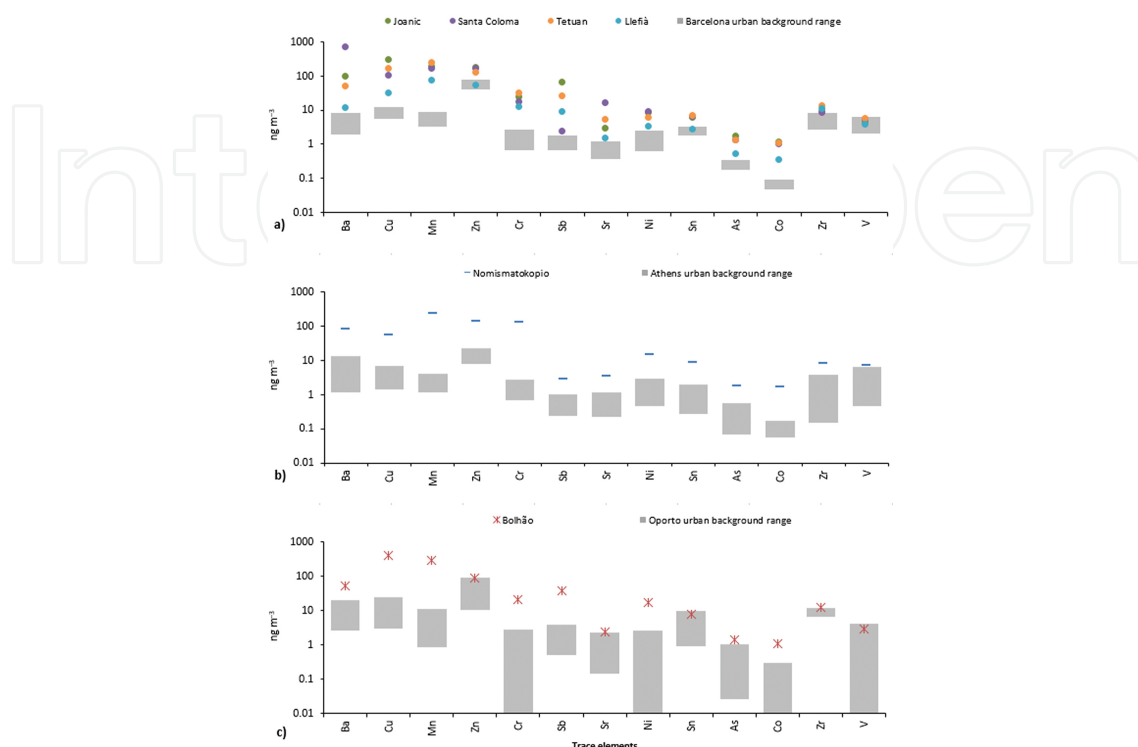 Joanic Santa Coloma Tetuan Llefià Barcelona urban background range
1000
100
10
1
0.1
0.01
ng m⁻³
a)
Ba Cu Mn Zn Cr Sb Sr Ni Sn As Co Zr V
Nomismatokopio Athens urban background range
1000
100
10
1
0.1
0.01
ng m⁻³
b)
Ba Cu Mn Zn Cr Sb Sr Ni Sn As Co Zr V
Bolhão Oporto urban background range
1000
100
10
1
0.1
0.01
ng m⁻³
c)
Ba Cu Mn Zn Cr Sb Sr Ni Sn As Co Zr V
Trace elements